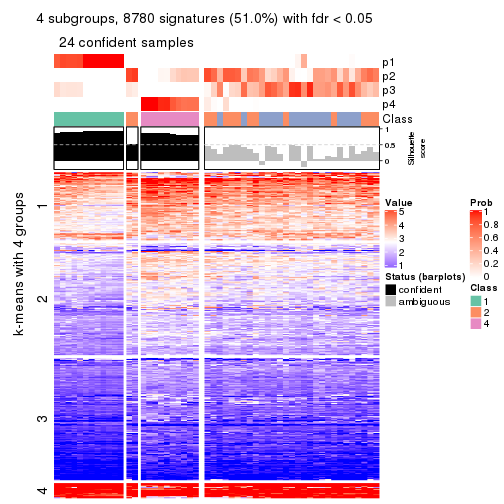 4 subgroups, 8780 signatures (51.0%) with fdr < 0.05
24 confident samples
p1
p2
p3
p4
Class
1
0.5
0
Silhouette
score
k-means with 4 groups
1
2
3
4
Value
5
4
3
2
1
Status (barplots)
confident
ambiguous
Prob
1
0.8
0.6
0.4
0.2
0
Class
1
2
4